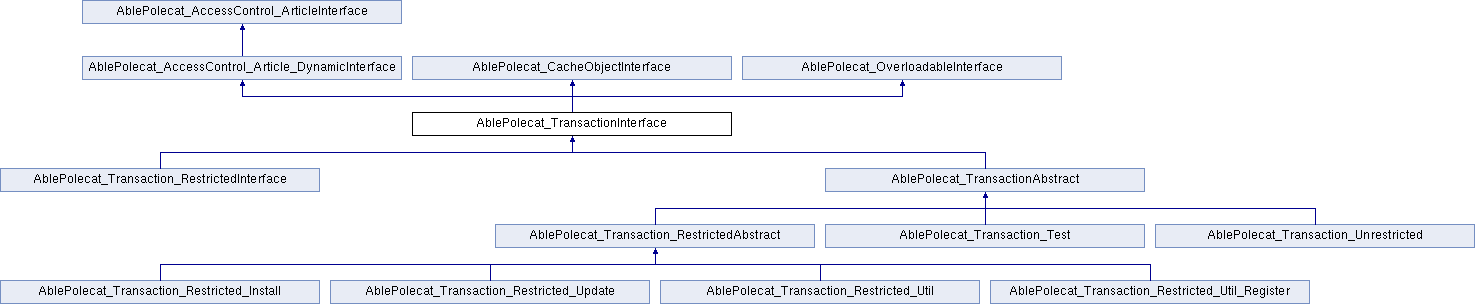 AblePolecat_AccessControl_ArticleInterface
AblePolecat_AccessControl_Article_DynamicInterface
AblePolecat_CacheObjectInterface
AblePolecat_OverloadableInterface
AblePolecat_TransactionInterface
AblePolecat_Transaction_RestrictedInterface
AblePolecat_TransactionAbstract
AblePolecat_Transaction_RestrictedAbstract
AblePolecat_Transaction_Test
AblePolecat_Transaction_Unrestricted
AblePolecat_Transaction_Restricted_Install
AblePolecat_Transaction_Restricted_Update
AblePolecat_Transaction_Restricted_Util
AblePolecat_Transaction_Restricted_Util_Register